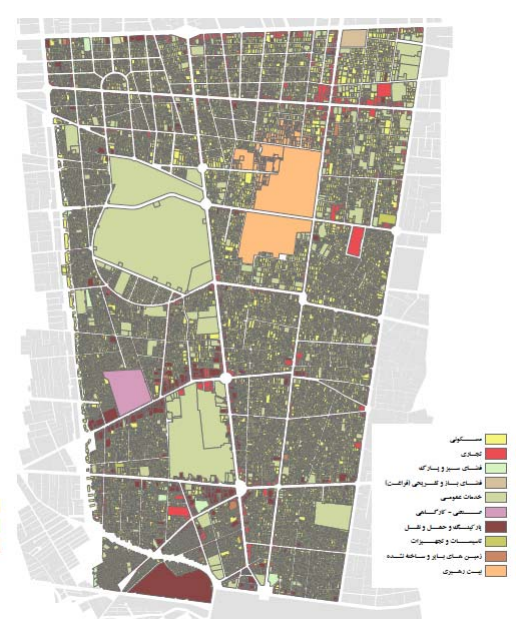 مسکونی
تجاری
فضای سبز و پارک
فضای باز و تفریحی (فراغت)
خدمات عمومی
صنعتی - کارگاهی
پارکینگ و حمل و نقل
تاسیسات و تجهیزات
زمین های بایر و ساخته نشده
بیت رهبری